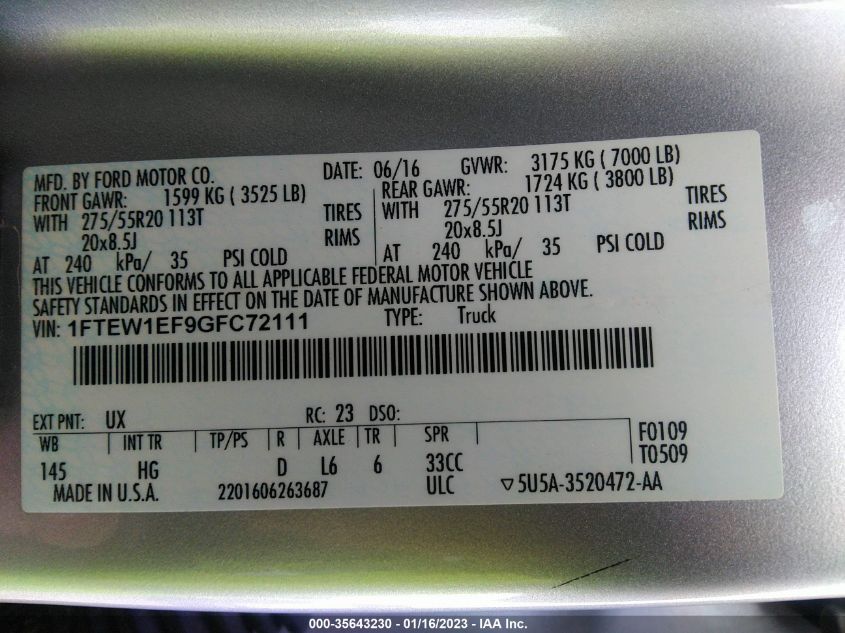 MFD. BY FORD MOTOR CO. DATE: 06/16 GVWR: 3175 KG ( 7000 LB)
FRONT GAWR: 1599 KG ( 3525 LB) REAR GAWR: 1724 KG ( 3800 LB)
WITH 275/55R20 113T TIRES WITH 275/55R20 113T TIRES
20x8.5J RIMS 20x8.5J RIMS
AT 240 kPa/ 35 PSI COLD AT 240 kPa/ 35 PSI COLD
THIS VEHICLE CONFORMS TO ALL APPLICABLE FEDERAL MOTOR VEHICLE
SAFETY STANDARDS IN EFFECT ON THE DATE OF MANUFACTURE SHOWN ABOVE.
VIN: 1FTEW1EF9GFC72111 TYPE: Truck
EXT PNT: UX RC: 23 DSO:
WB INT TR TP/PS R AXLE TR SPR F0109
145 HG D L6 6 33CC T0509
MADE IN U.S.A. 2201606263687 ULC ▽5U5A-3520472-AA
000-35643230 - 01/16/2023 - IAA Inc.